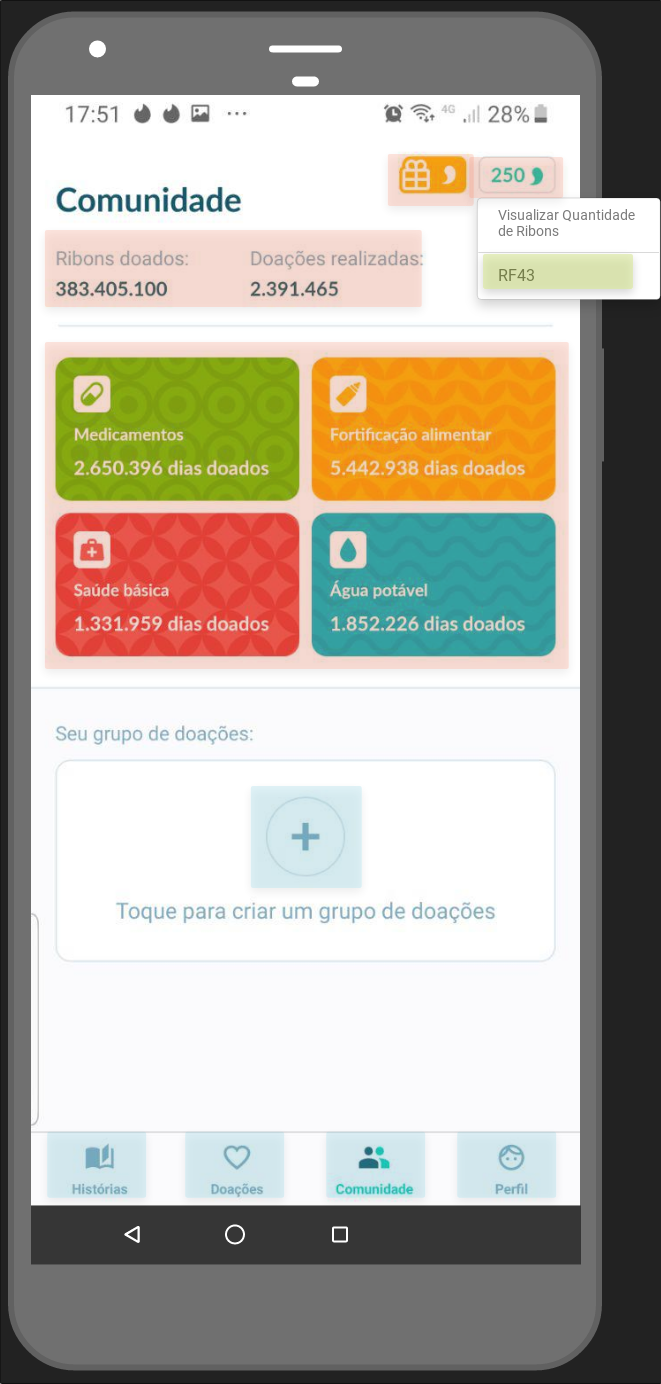 17:51 ... 4G 28%
250
Comunidade
Visualizar Quantidade
de Ribons
RF43
Ribons doados: Doações realizadas:
383.405.100 2.391.465
Medicamentos
2.650.396 dias doados
Fortificação alimentar
5.442.938 dias doados
Saúde básica
1.331.959 dias doados
Água potável
1.852.226 dias doados
Seu grupo de doações:
+
Toque para criar um grupo de doações
Histórias Doações Comunidade Perfil